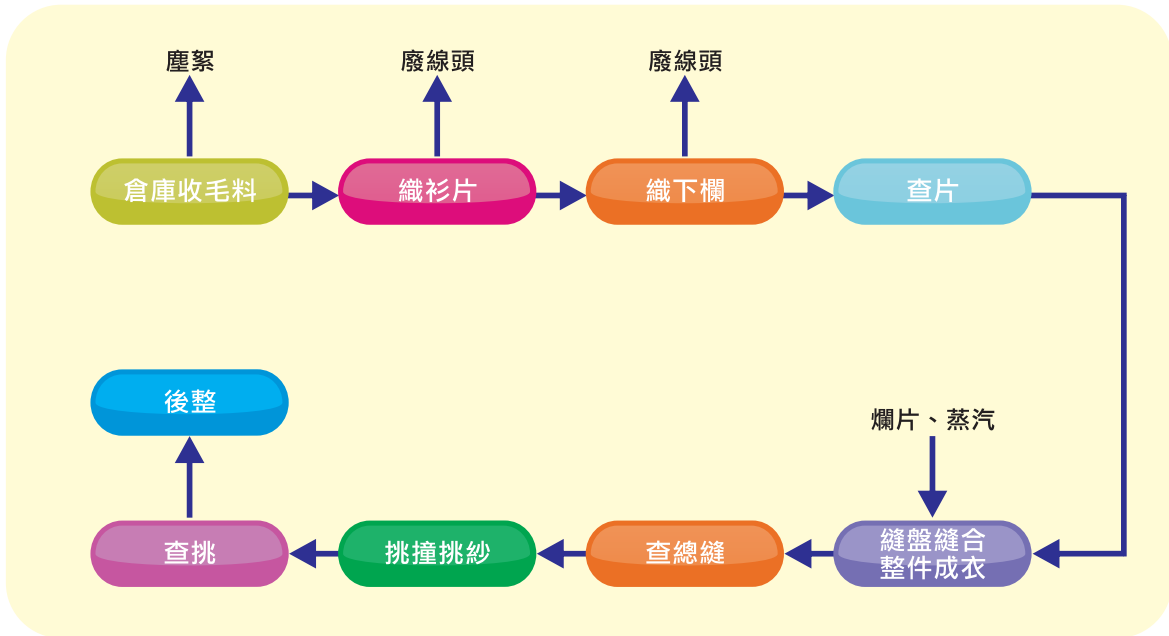 塵絮
廢線頭
廢線頭
倉庫收毛料
織衫片
織下欄
查片
爛片、蒸汽
縫盤縫合
整件成衣
查總縫
挑撞挑紗
查挑
後整